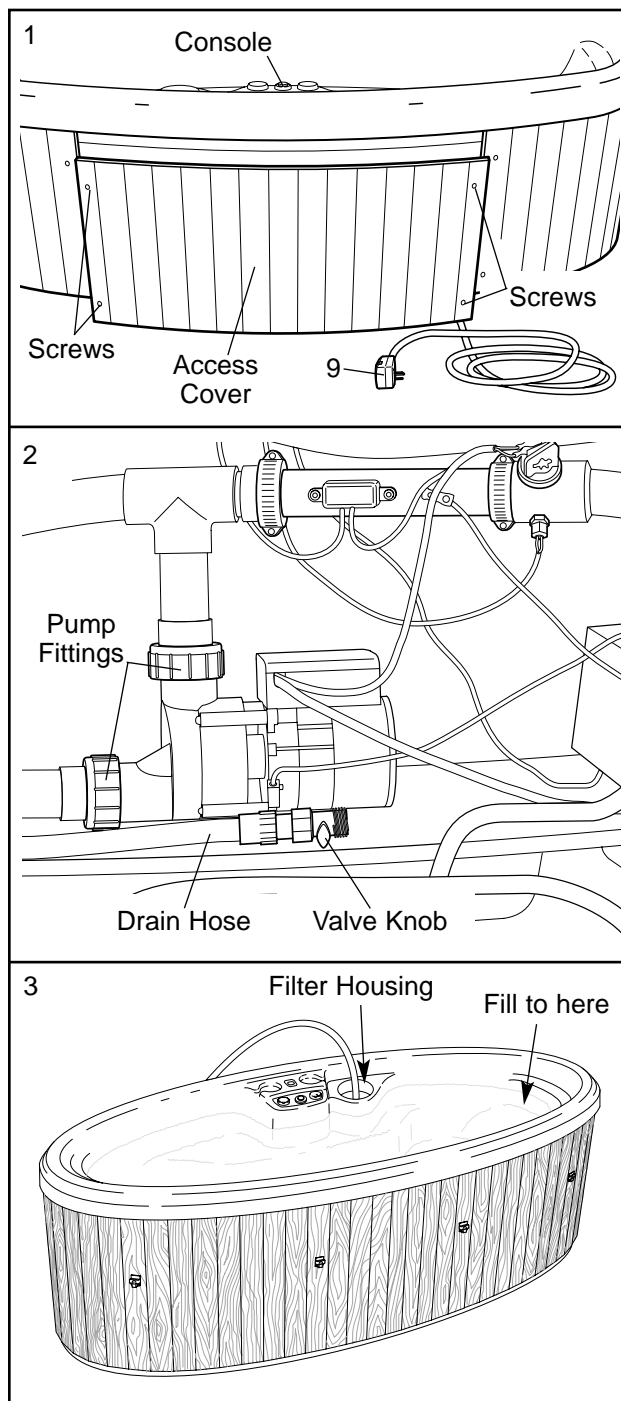 1
Console
Screws
Screws
Access
Cover
9
2
Pump
Fittings
Drain Hose
Valve Knob
3
Filter Housing
Fill to here